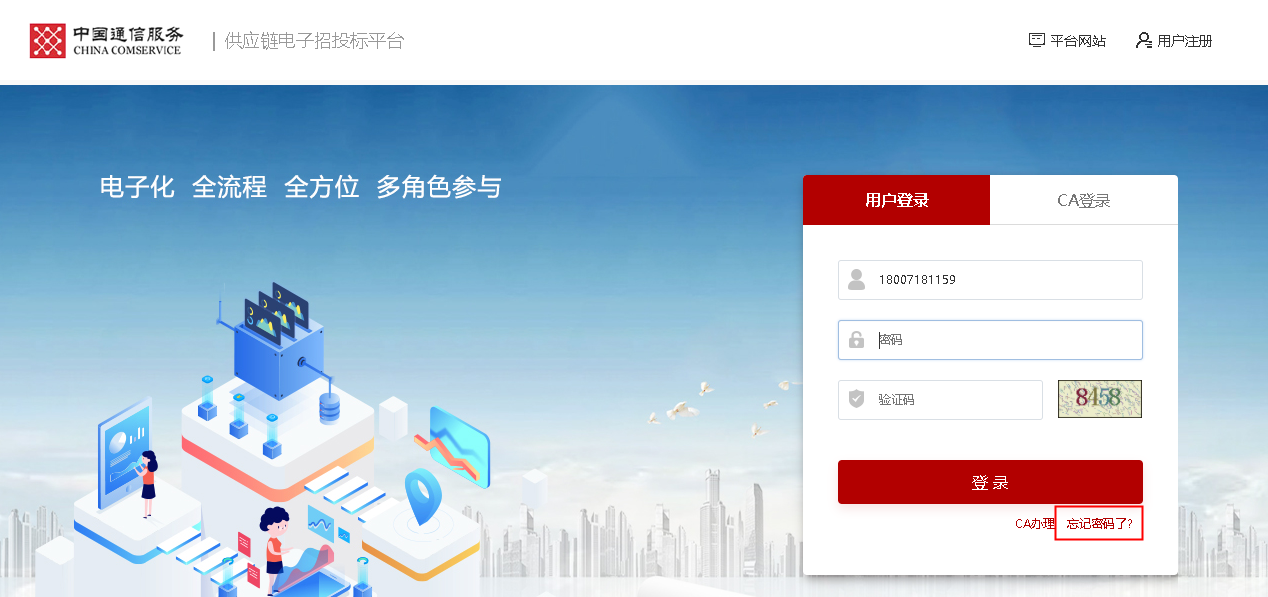 中国通信服务
CHINA COMSERVICE
供应链电子招投标平台
平台网站
用户注册
电子化 全流程 全方位 多角色参与
用户登录
CA登录
18007181159
密码
验证码
8458
登 录
CA办理
忘记密码了?